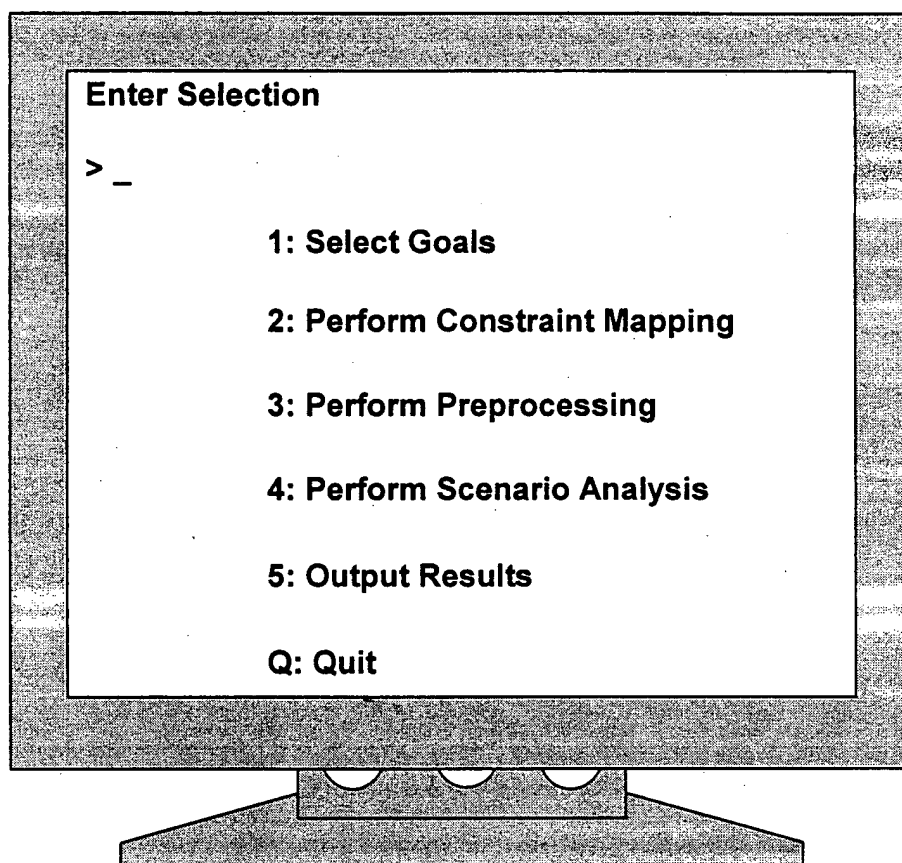 Enter Selection
> _
1: Select Goals
2: Perform Constraint Mapping
3: Perform Preprocessing
4: Perform Scenario Analysis
5: Output Results
Q: Quit